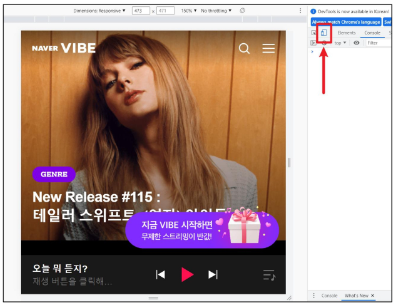 Dimensions: Responsive ▼ 475 x 411 150% ▼ No throttling ▼
DevTools is now available in Korean!
Always match Chrome's language
Elements Console
top ▼ Filter
NAVER VIBE
GENRE
New Release #115 :
테일러 스위프트
지금 VIBE 시작하면
무제한 스트리밍이 반값!
오늘 뭐 듣지?
재생 버튼을 클릭해...
Console What's New ×